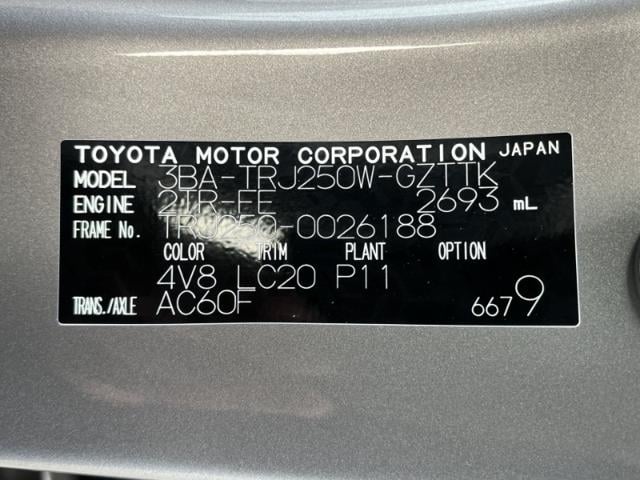 TOYOTA MOTOR CORPORATION JAPAN
MODEL 3BA-TRJ250W-GZTTK
ENGINE 2TR-FE 2693 mL
FRAME No. TRJ250-0026188
COLOR TRIM PLANT OPTION
4V8 LC20 P11
TRANS./AXLE AC60F 6679